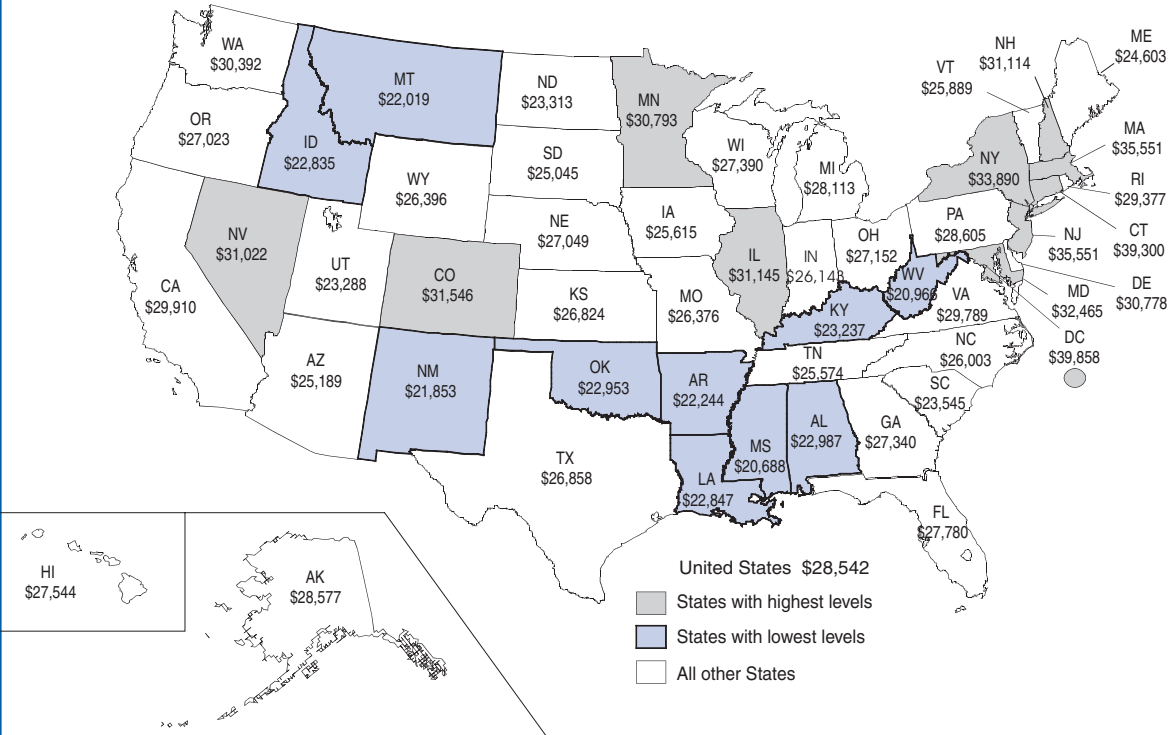 WA
$30,392
MT
$22,019
ND
$23,313
MN
$30,793
NH
$31,114
ME
$24,603
VT
$25,889
OR
$27,023
ID
$22,835
SD
$25,045
WI
$27,390
MI
$28,113
NY
$33,890
MA
$35,551
RI
$29,377
WY
$26,396
NE
$27,049
IA
$25,615
PA
$28,605
CT
$39,300
NJ
$35,551
NV
$31,022
UT
$23,288
CO
$31,546
IL
$31,145
IN
$26,143
OH
$27,152
DE
$30,778
MD
$32,465
DC
$39,858
CA
$29,910
KS
$26,824
MO
$26,376
WV
$20,966
VA
$29,789
KY
$23,237
NC
$26,003
TN
$25,574
AZ
$25,189
NM
$21,853
OK
$22,953
AR
$22,244
SC
$23,545
MS
$20,688
AL
$22,987
GA
$27,340
TX
$26,858
LA
$22,847
FL
$27,780
HI
$27,544
AK
$28,577
United States $28,542
States with highest levels
States with lowest levels
All other States